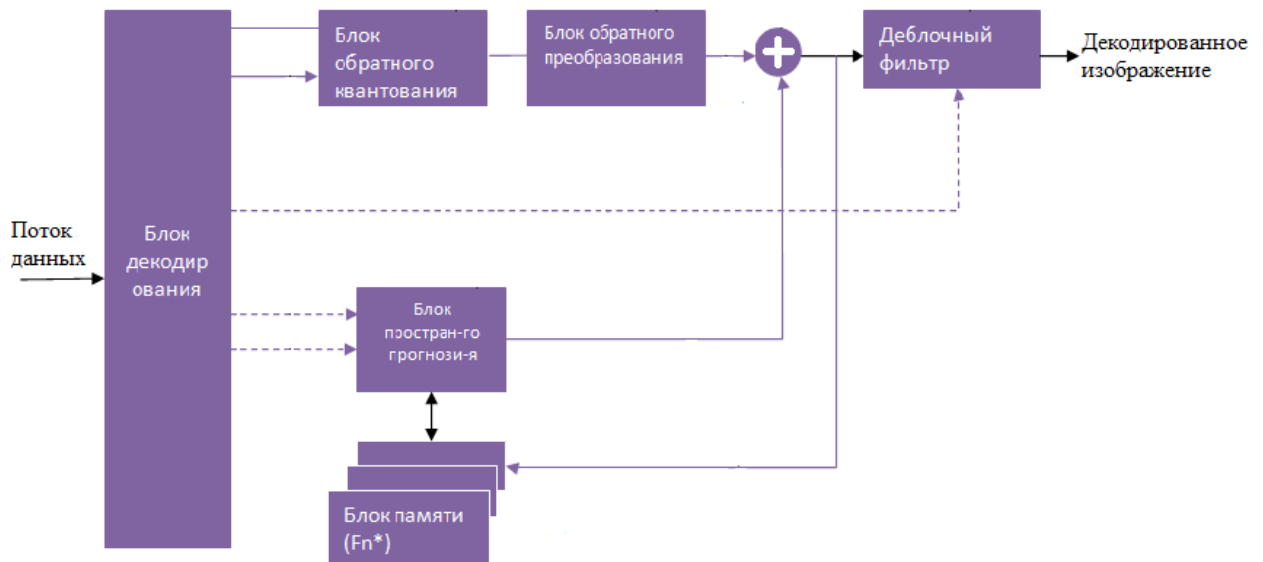 Блок
обратного
квантования
Блок обратного
преобразования
Деблочный
фильтр
Декодированное
изображение
Поток
данных
Блок
декодир
ования
Блок
простран-го
прогнози-я
Блок памяти
(Fn*)